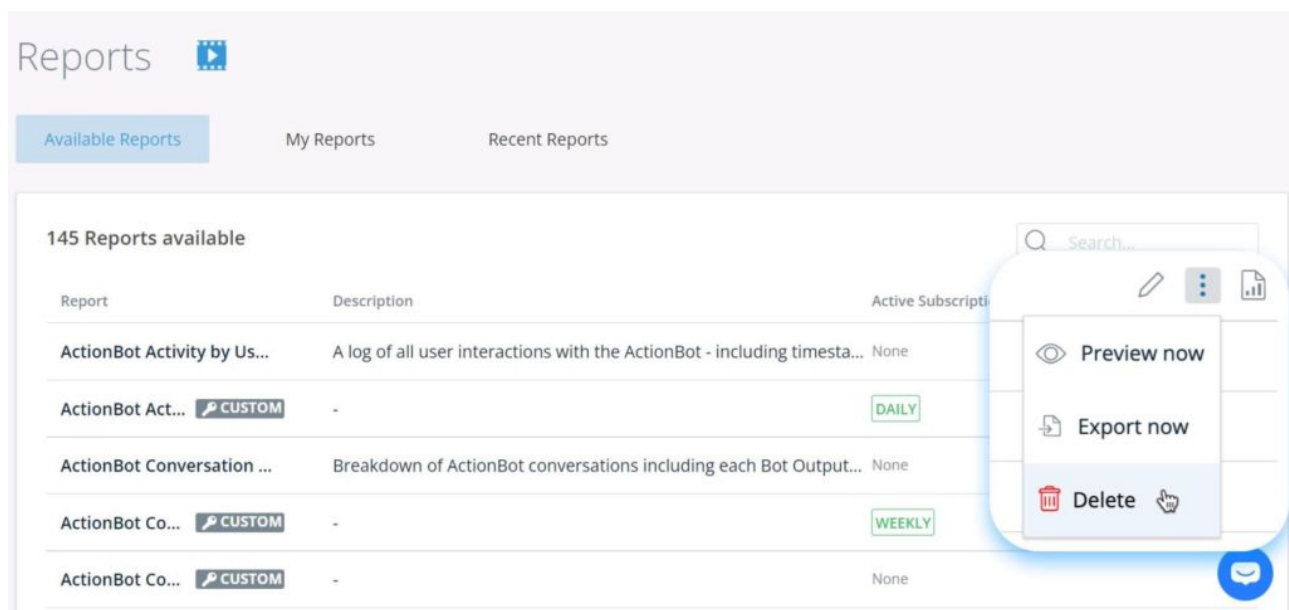 Reports
Available Reports My Reports Recent Reports
145 Reports available
Search...
Report Description Active Subscripti
ActionBot Activity by Us... A log of all user interactions with the ActionBot - including timesta... None
ActionBot Act... CUSTOM - DAILY
ActionBot Conversation ... Breakdown of ActionBot conversations including each Bot Output... None
ActionBot Co... CUSTOM - WEEKLY
ActionBot Co... CUSTOM - None
Preview now
Export now
Delete